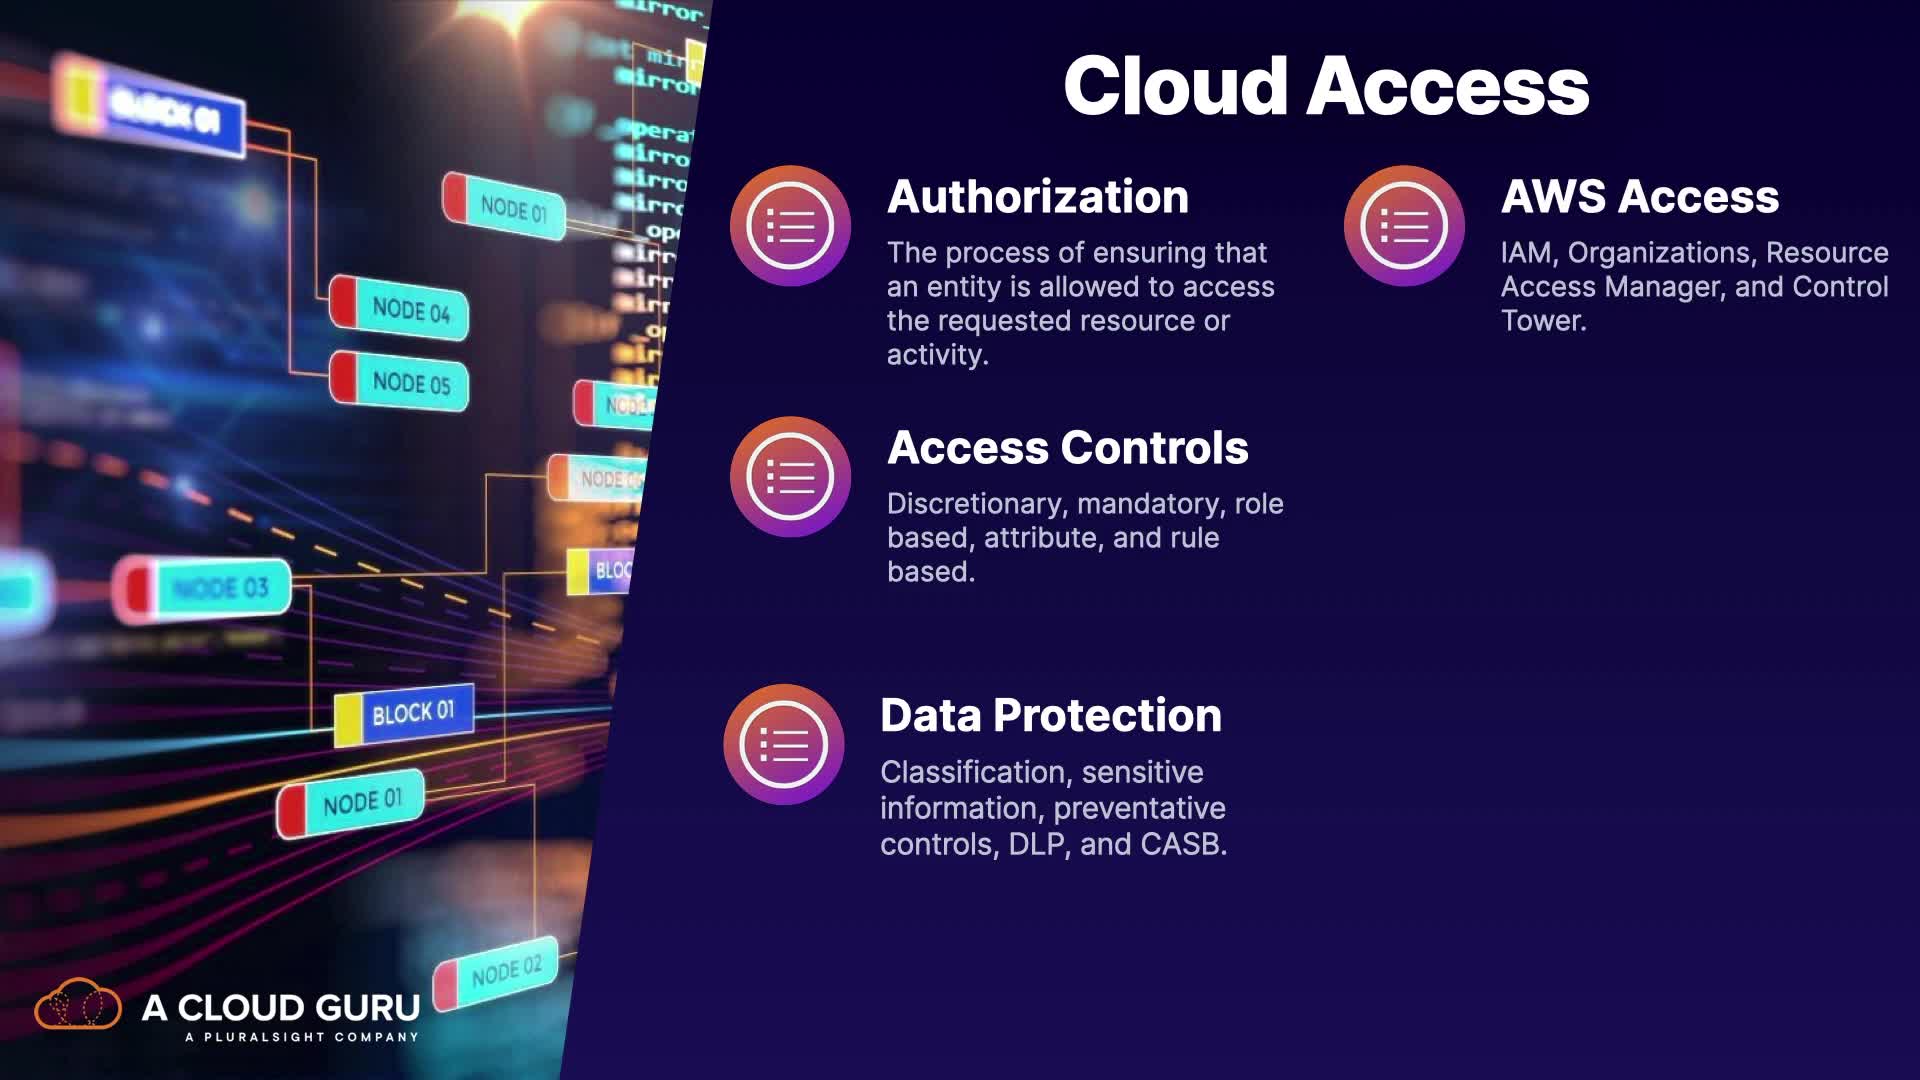 Cloud Access
Authorization
The process of ensuring that
an entity is allowed to access
the requested resource or
activity.
Access Controls
Discretionary, mandatory, role
based, attribute, and rule
based.
Data Protection
Classification, sensitive
information, preventative
controls, DLP, and CASB.
AWS Access
IAM, Organizations, Resource
Access Manager, and Control
Tower.
BLOCK 01
NODE 01
NODE 04
NODE 05
NODE 03
BLOCK 01
NODE 01
NODE 02
A CLOUD GURU
A PLURALSIGHT COMPANY